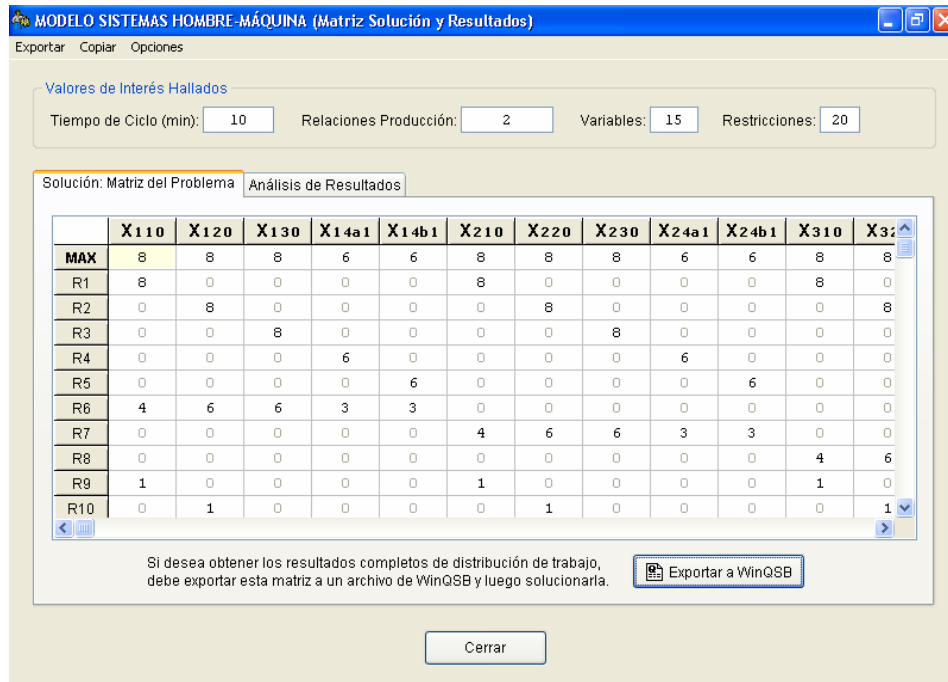 MODELO SISTEMAS HOMBRE-MÁQUINA (Matriz Solución y Resultados)
Exportar Copiar Opciones
Valores de Interés Hallados
Tiempo de Ciclo (min): 10 Relaciones Producción: 2 Variables: 15 Restricciones: 20
Solución: Matriz del Problema Análisis de Resultados
X110 X120 X130 X14a1 X14b1 X210 X220 X230 X24a1 X24b1 X310 X32
MAX 8 8 8 6 6 8 8 8 6 6 8 8
R1 8 0 0 0 0 8 0 0 0 0 8 0
R2 0 8 0 0 0 0 8 0 0 0 0 8
R3 0 0 8 0 0 0 0 8 0 0 0 0
R4 0 0 0 6 0 0 0 0 6 0 0 0
R5 0 0 0 0 6 0 0 0 0 6 0 0
R6 4 6 6 3 3 0 0 0 0 0 0 0
R7 0 0 0 0 0 4 6 6 3 3 0 0
R8 0 0 0 0 0 0 0 0 0 0 4 6
R9 1 0 0 0 0 1 0 0 0 0 1 0
R10 0 1 0 0 0 0 1 0 0 0 0 1
Si desea obtener los resultados completos de distribución de trabajo,
debe exportar esta matriz a un archivo de WinQSB y luego solucionarla.
Exportar a WinQSB
Cerrar